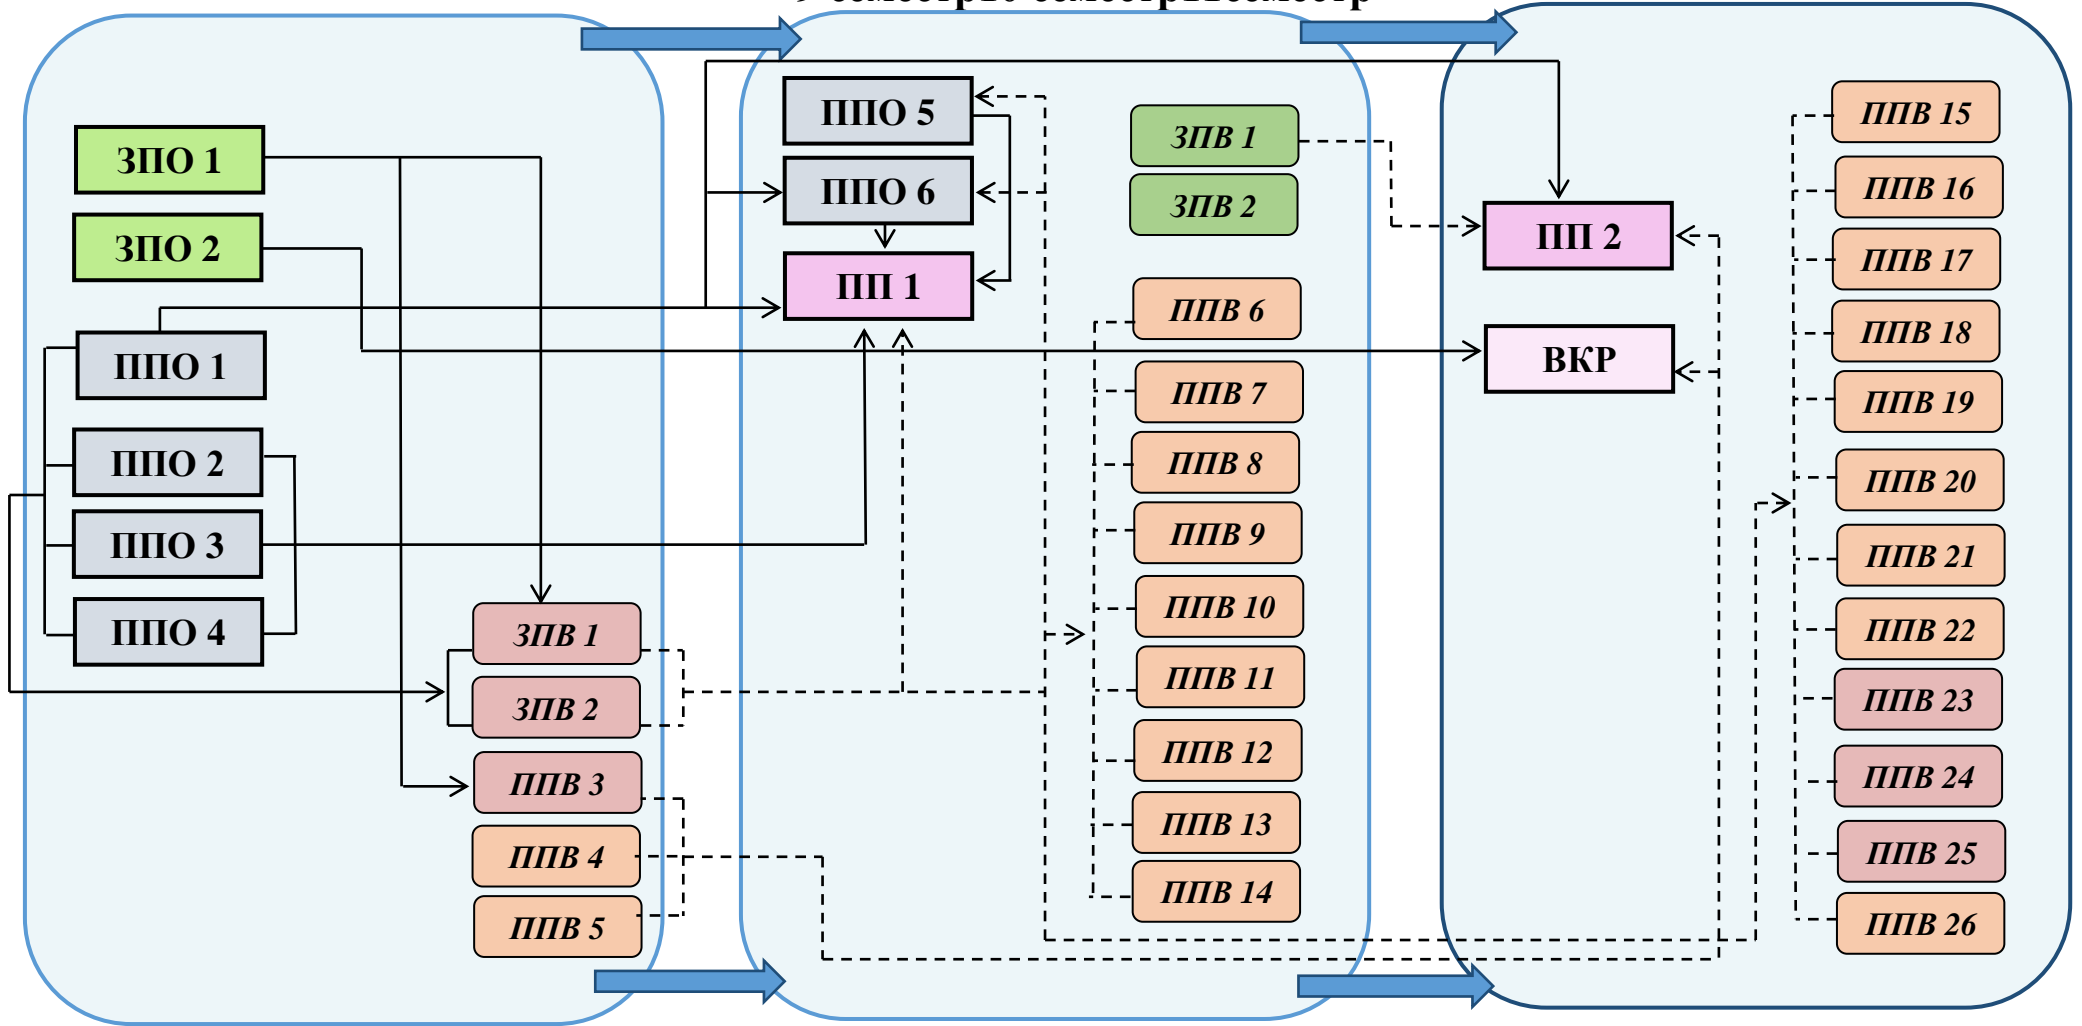 9 семестр10 семестр11семестр
ЗПО 1
ЗПО 2
ППО 1
ППО 2
ППО 3
ППО 4
ЗПВ 1
ЗПВ 2
ППВ 3
ППВ 4
ППВ 5
ППО 5
ППО 6
ПП 1
ЗПВ 1
ЗПВ 2
ППВ 6
ППВ 7
ППВ 8
ППВ 9
ППВ 10
ППВ 11
ППВ 12
ППВ 13
ППВ 14
ПП 2
ВКР
ППВ 15
ППВ 16
ППВ 17
ППВ 18
ППВ 19
ППВ 20
ППВ 21
ППВ 22
ППВ 23
ППВ 24
ППВ 25
ППВ 26